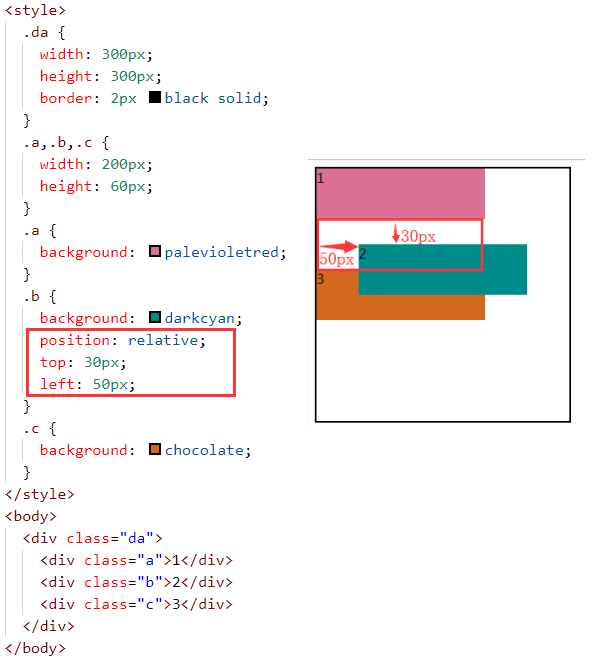 <style>
.da {
width: 300px;
height: 300px;
border: 2px black solid;
}
.a,.b,.c {
width: 200px;
height: 60px;
}
.a {
background: palevioletred;
}
.b {
background: darkcyan;
position: relative;
top: 30px;
left: 50px;
}
.c {
background: chocolate;
}
</style>
<body>
<div class="da">
<div class="a">1</div>
<div class="b">2</div>
<div class="c">3</div>
</div>
</body>
1
30px
50px
2
3